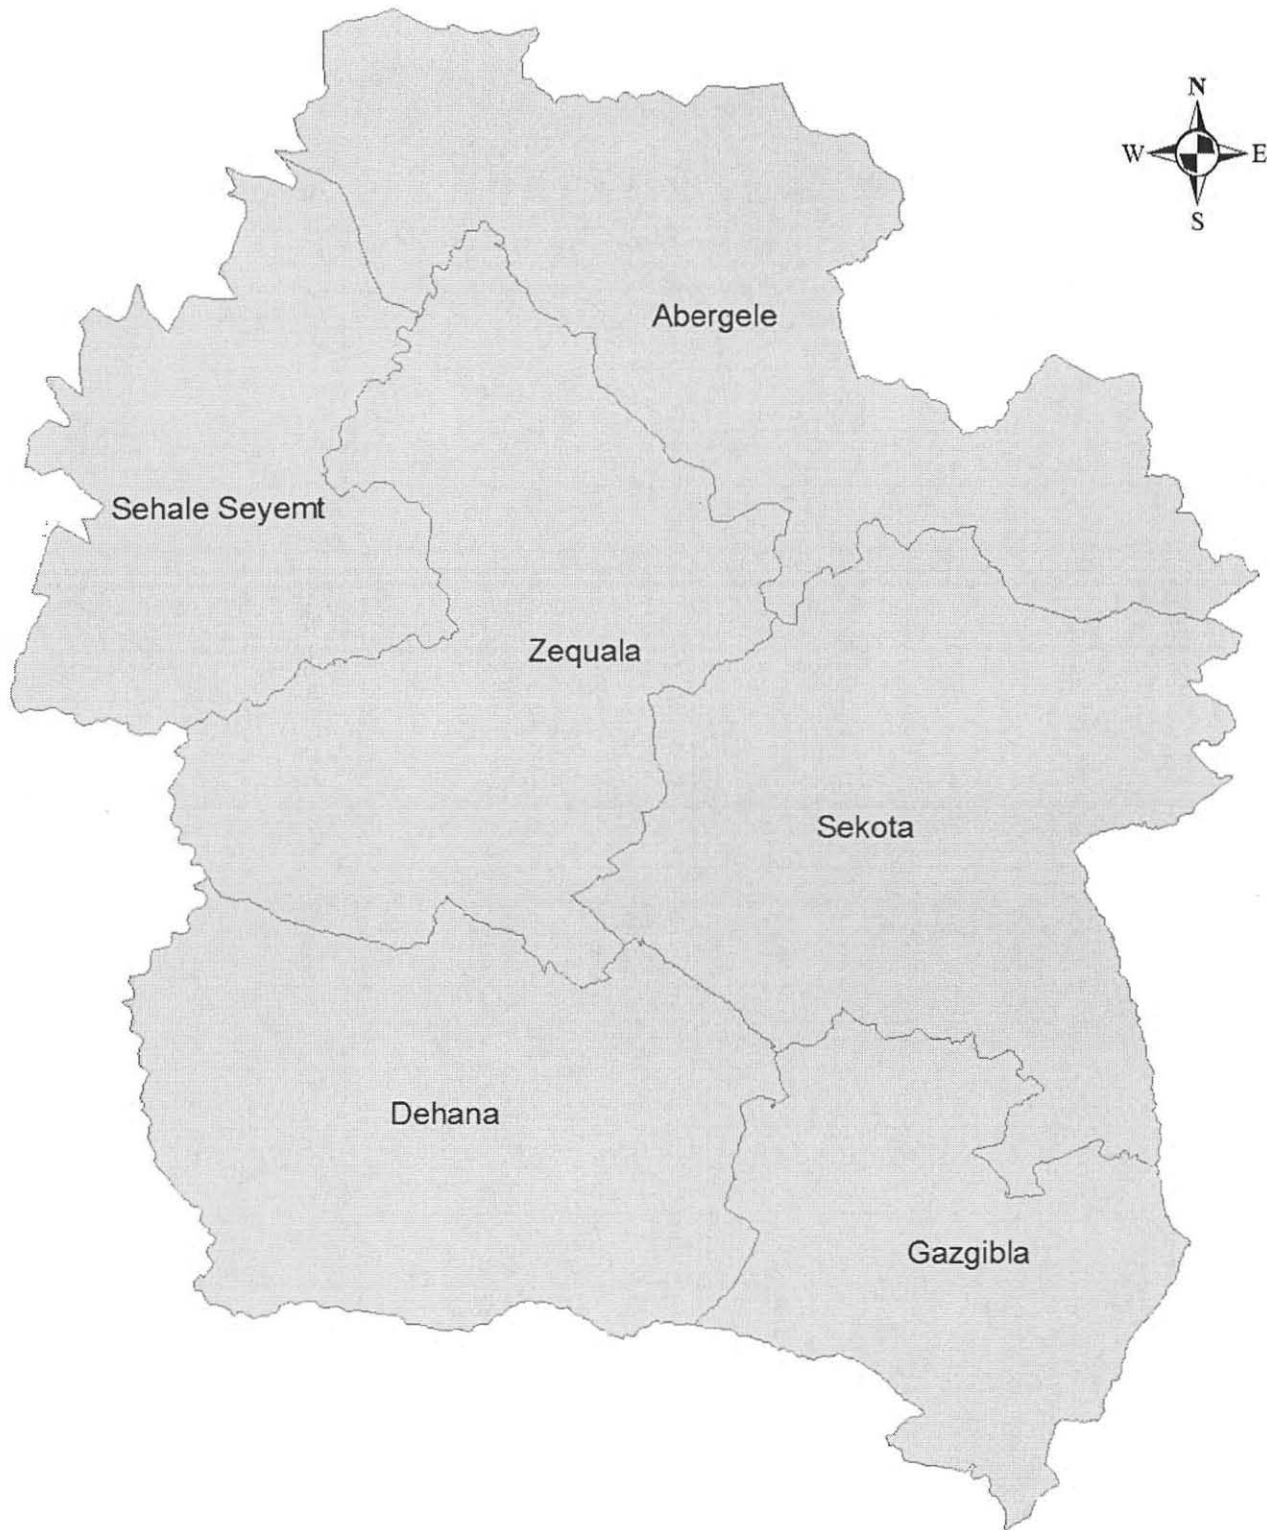 N
W E
S
Abergele
Sehale Seyemt
Zequala
Sekota
Dehana
Gazgibla